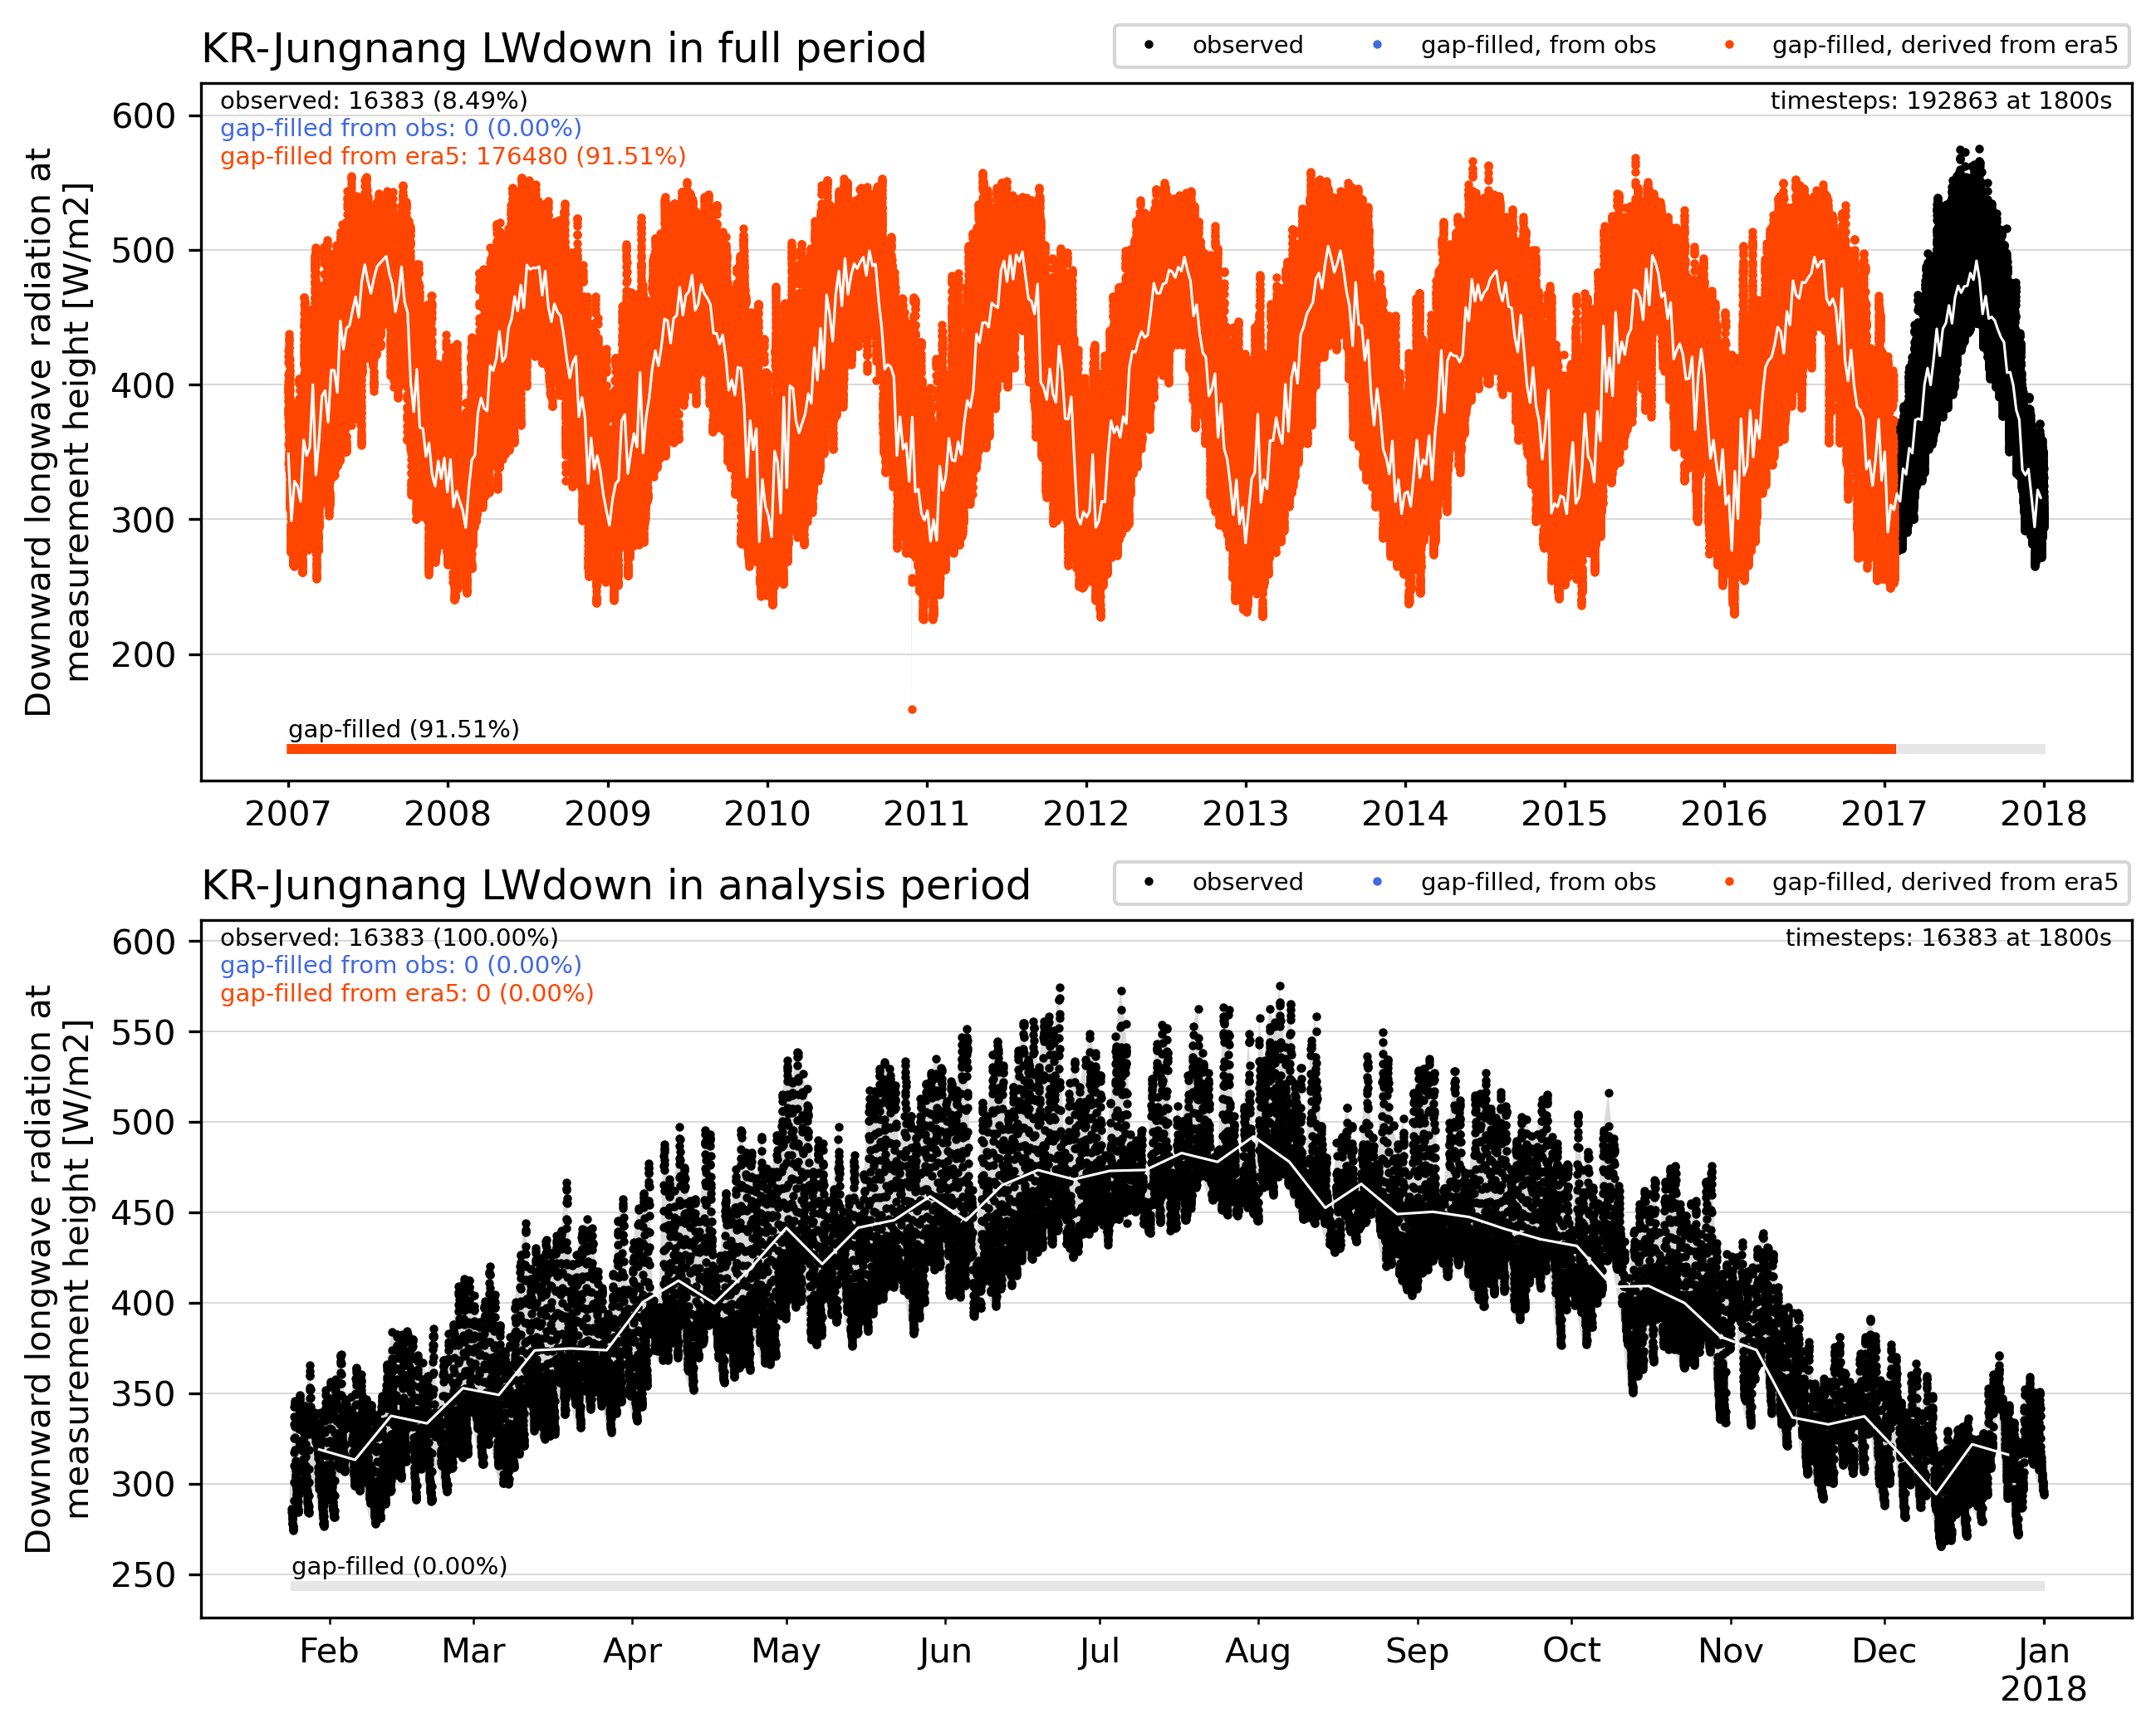 KR-Jungnang LWdown in full period
observed gap-filled, from obs gap-filled, derived from era5
observed: 16383 (8.49%)
timesteps: 192863 at 1800s
gap-filled from obs: 0 (0.00%)
gap-filled from era5: 176480 (91.51%)
Downward longwave radiation at
measurement height [W/m2]
600
500
400
300
200
gap-filled (91.51%)
2007 2008 2009 2010 2011 2012 2013 2014 2015 2016 2017 2018
KR-Jungnang LWdown in analysis period
observed gap-filled, from obs gap-filled, derived from era5
observed: 16383 (100.00%)
timesteps: 16383 at 1800s
gap-filled from obs: 0 (0.00%)
gap-filled from era5: 0 (0.00%)
Downward longwave radiation at
measurement height [W/m2]
600
550
500
450
400
350
300
250
gap-filled (0.00%)
Feb Mar Apr May Jun Jul Aug Sep Oct Nov Dec Jan
2018